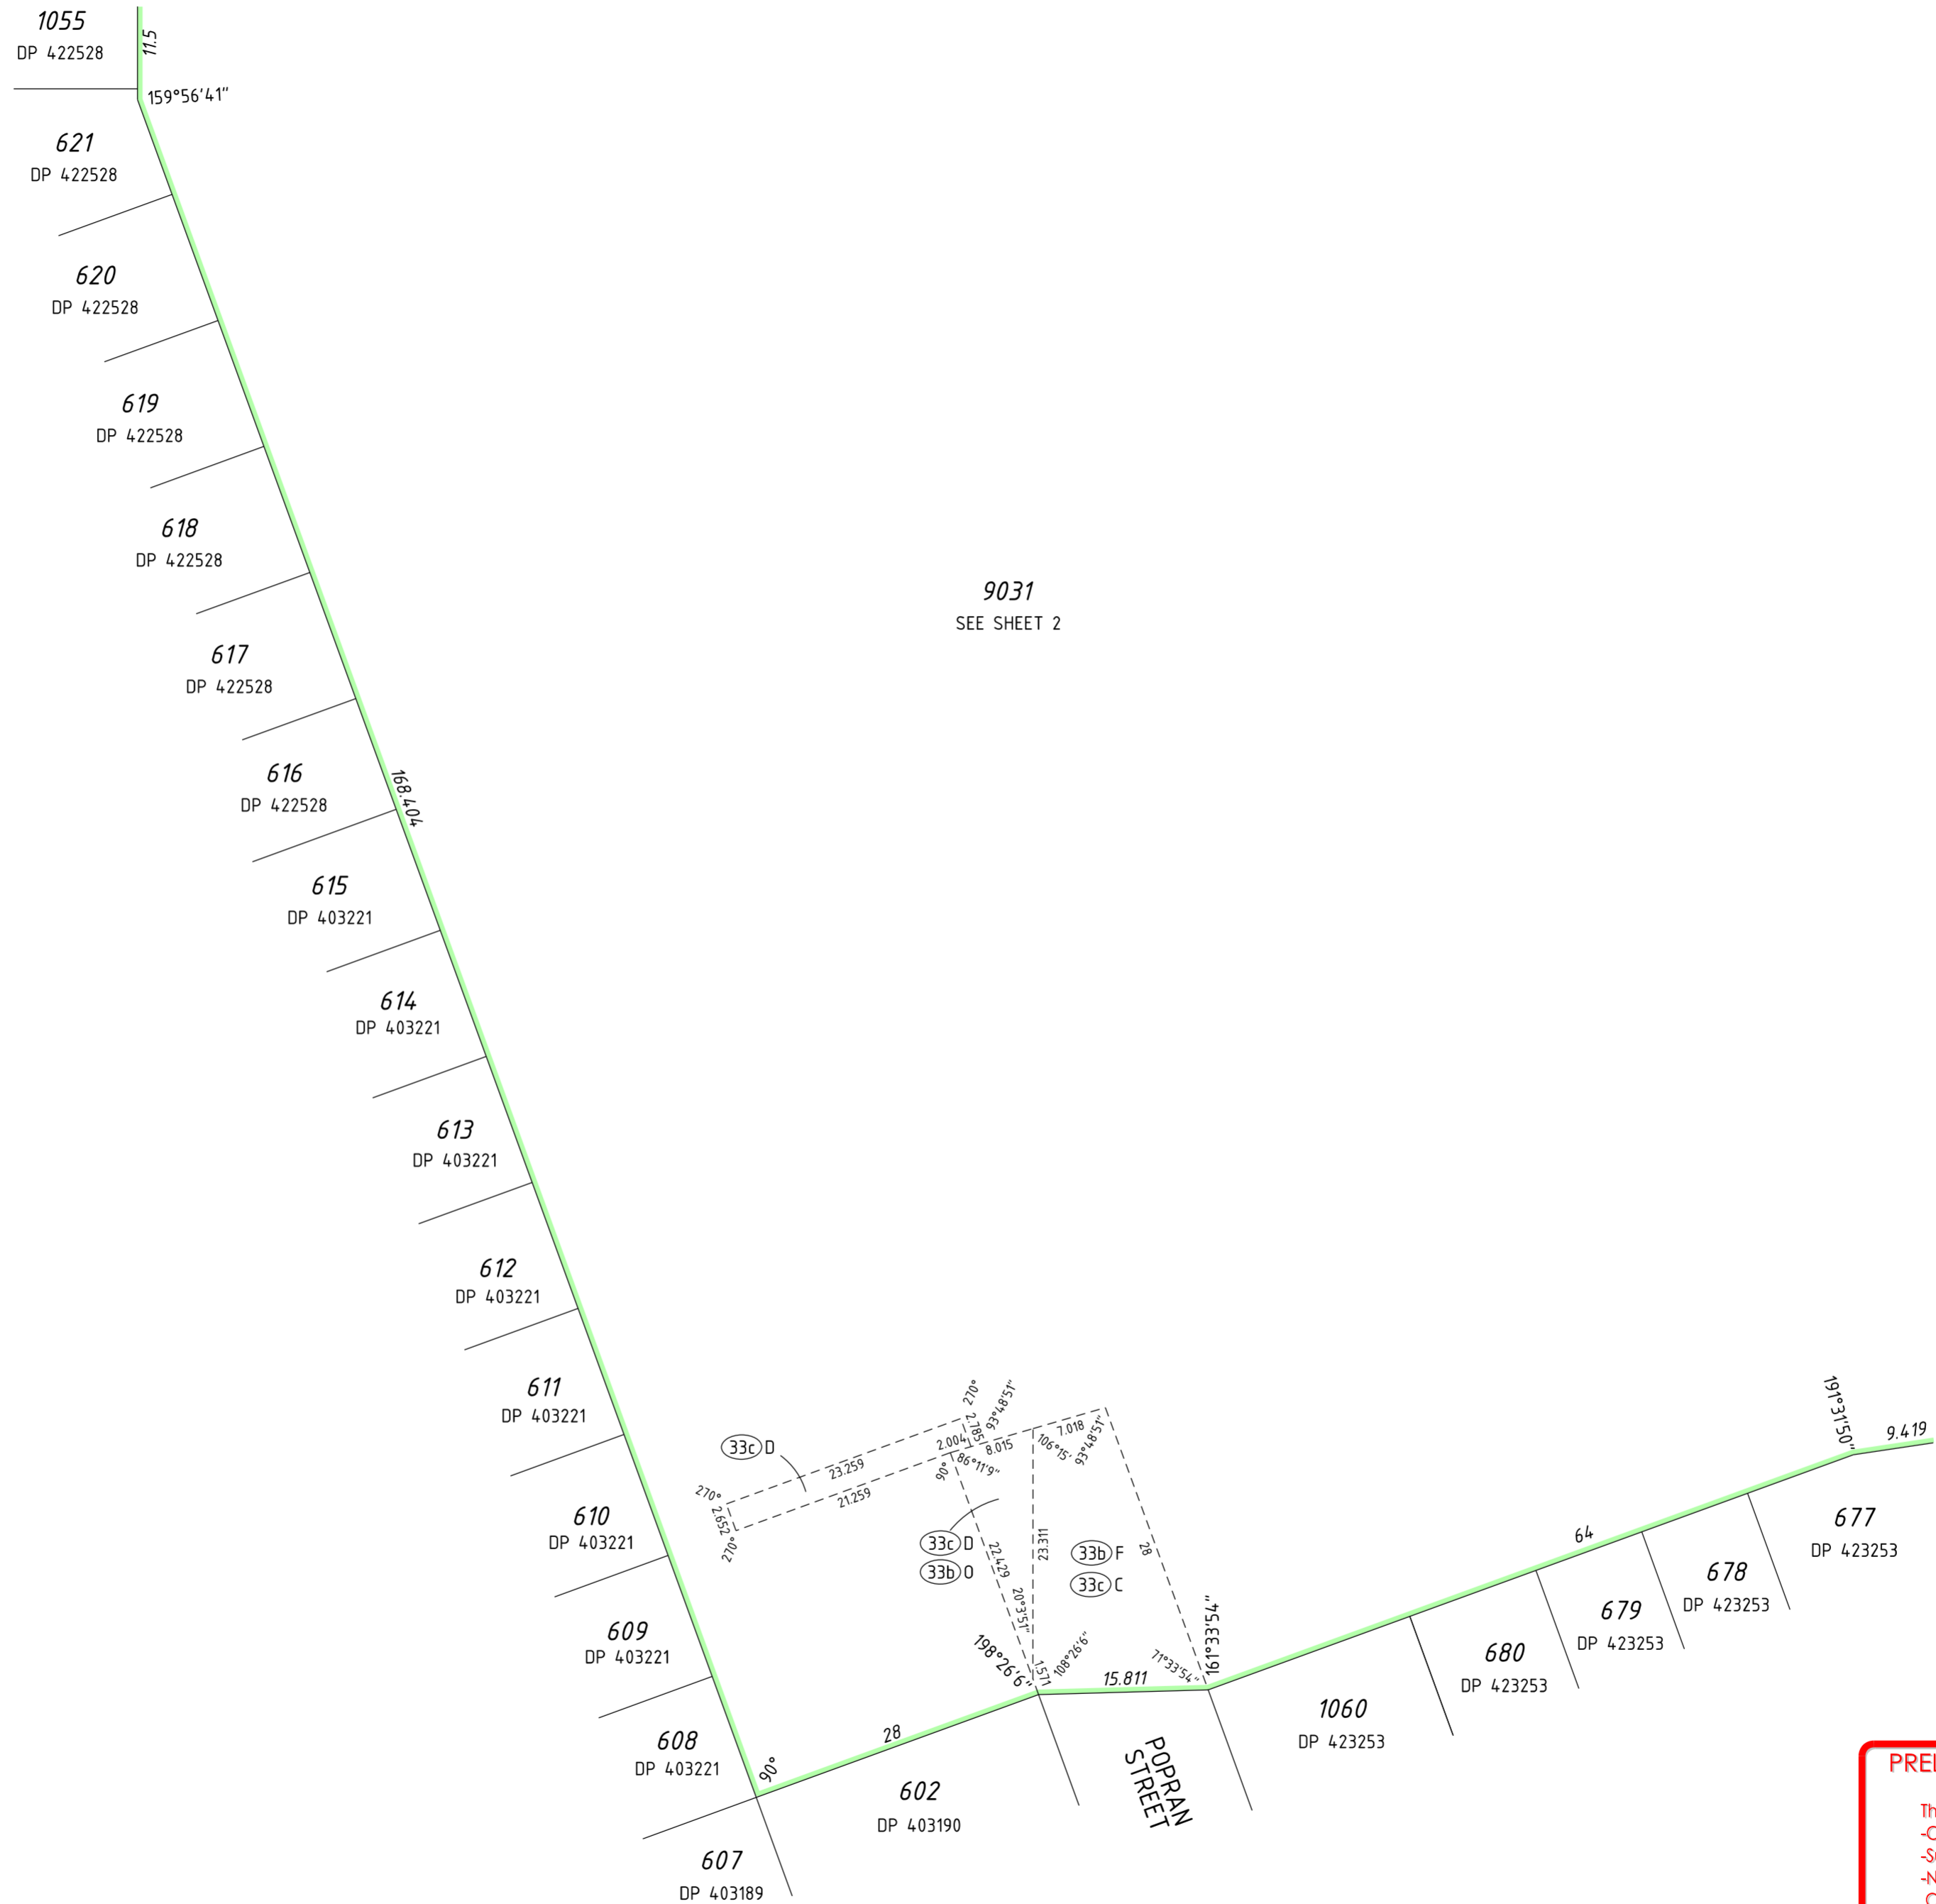 1055
DP 422528
11.5
159°56'41"
621
DP 422528
620
DP 422528
619
DP 422528
618
DP 422528
9031
SEE SHEET 2
617
DP 422528
616
DP 422528
168.404
615
DP 403221
614
DP 403221
613
DP 403221
612
DP 403221
611
DP 403221
610
DP 403221
609
DP 403221
608
DP 403221
607
DP 403189
90°
28
602
DP 403190
33c D
270°
2.652
270°
23.259
21.259
270°
2.785
93°48'51"
2.004
8.015
90°
86°11'9"
7.018
106°15'
93°48'51"
33c D
33b O
22.429
20°3'51"
23.311
33b F
33c C
28
198°26'6"
1.571
108°26'6"
15.811
71°33'54"
161°33'54"
POPRAN
STREET
1060
DP 423253
64
680
DP 423253
679
DP 423253
678
DP 423253
677
DP 423253
191°31'50"
9.419